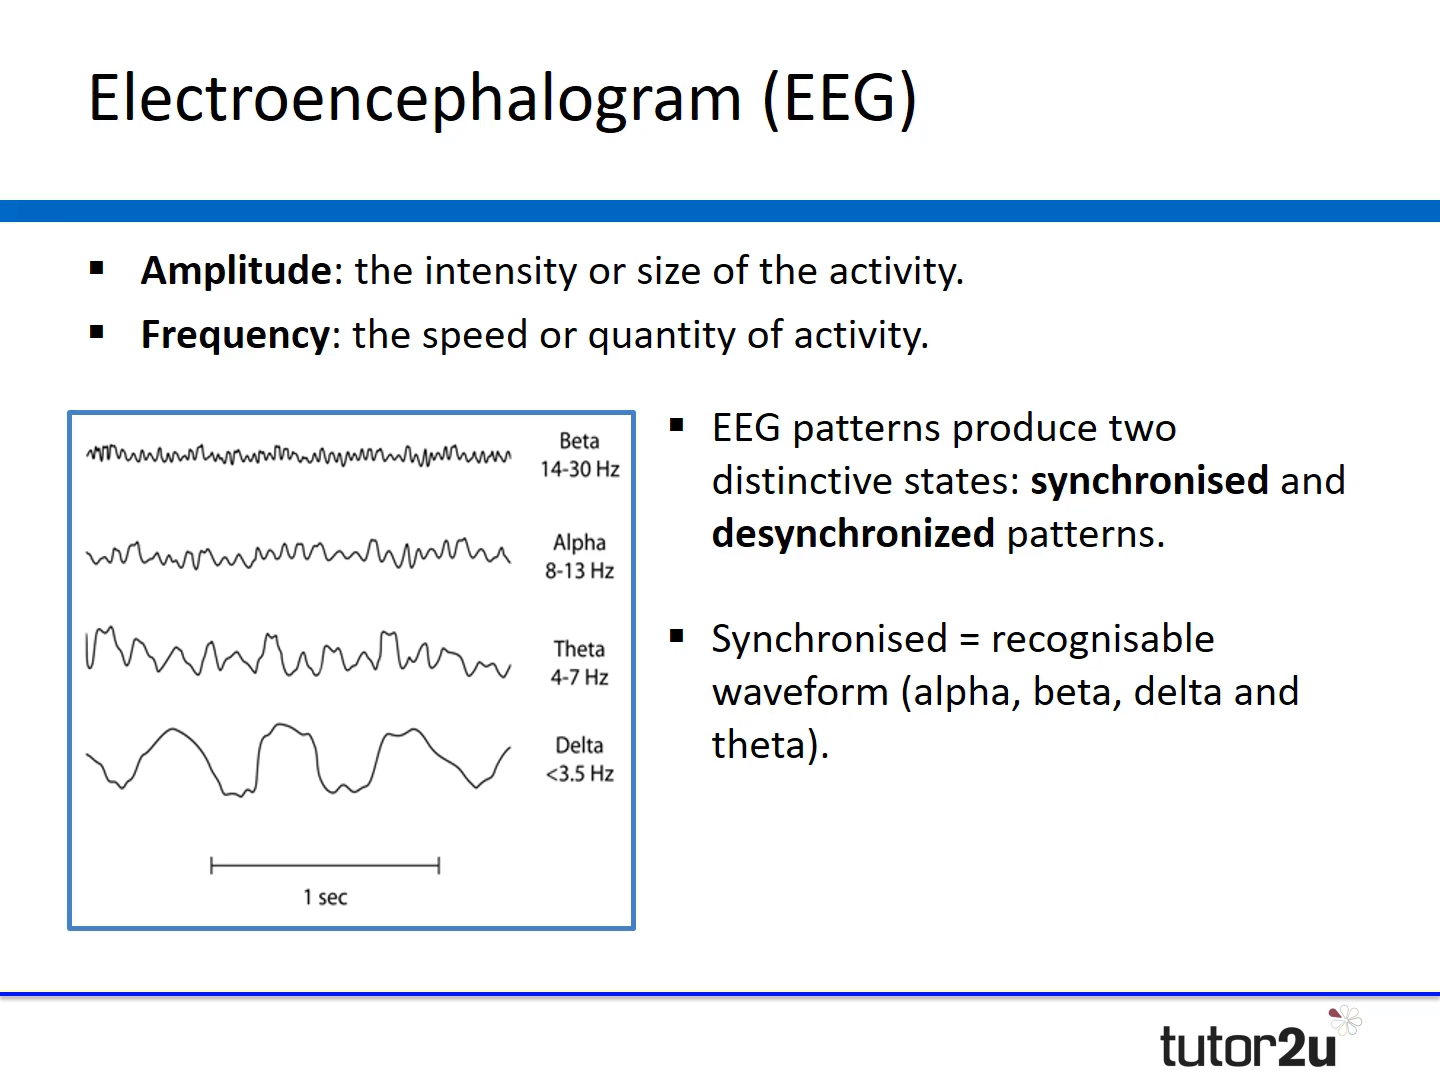 Electroencephalogram (EEG)
▪ Amplitude: the intensity or size of the activity.
▪ Frequency: the speed or quantity of activity.
Beta
14-30 Hz
Alpha
8-13 Hz
Theta
4-7 Hz
Delta
<3.5 Hz
1 sec
▪ EEG patterns produce two
distinctive states: synchronised and
desynchronized patterns.
▪ Synchronised = recognisable
waveform (alpha, beta, delta and
theta).
tutor2u